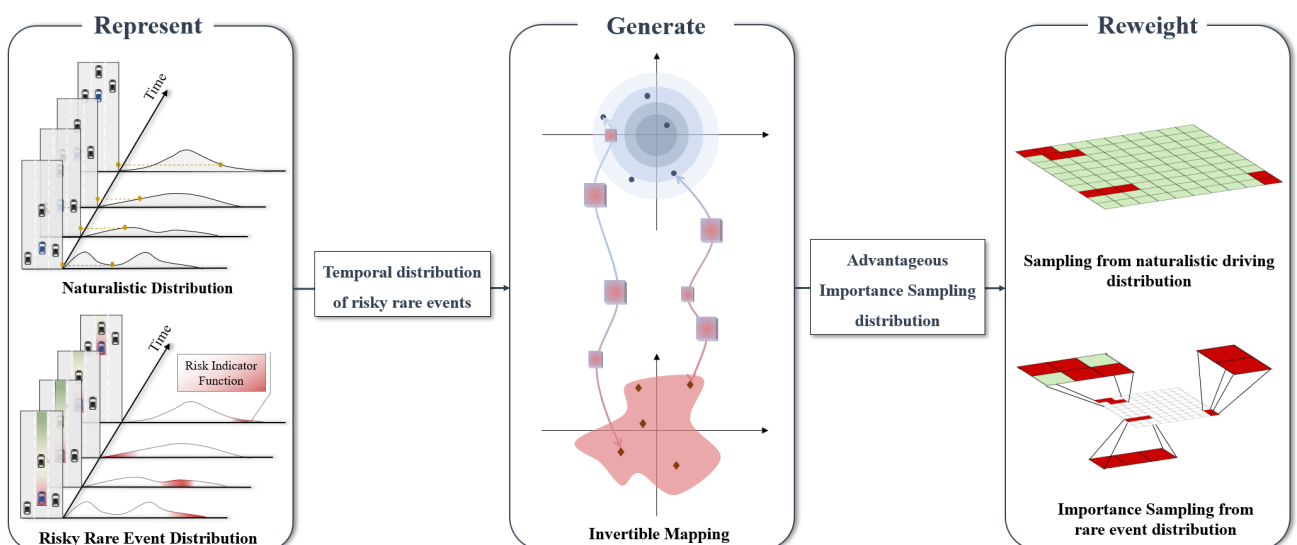 Represent
Time
Naturalistic Distribution
Time
Risk Indicator
Function
Risky Rare Event Distribution
Temporal distribution
of risky rare events
Generate
Invertible Mapping
Advantageous
Importance Sampling
distribution
Reweight
Sampling from naturalistic driving
distribution
Importance Sampling from
rare event distribution